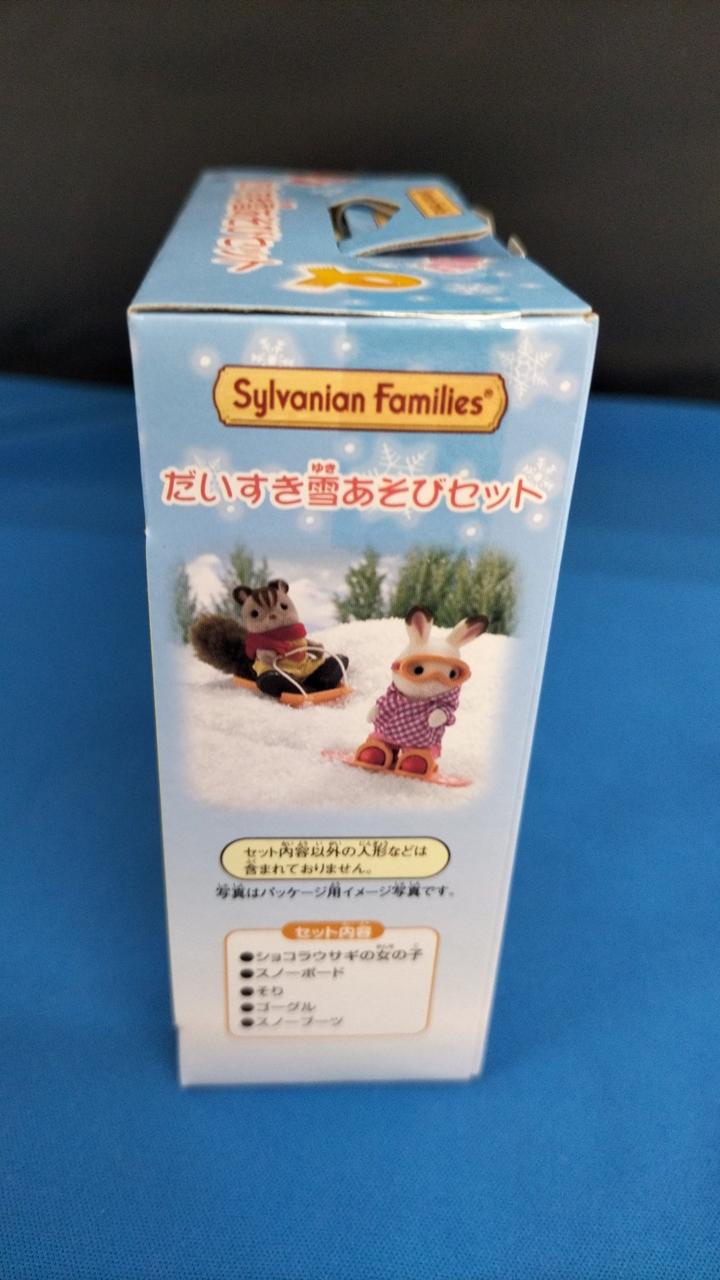 Sylvanian Families®
だいすき雪あそびセット
ゆき
セット内容以外の人形などは
含まれておりません。
写真はパッケージ用イメージ写真です。
セット内容
●ショコラウサギの女の子
●スノーボード
●そり
●ゴーグル
●スノーブーツ